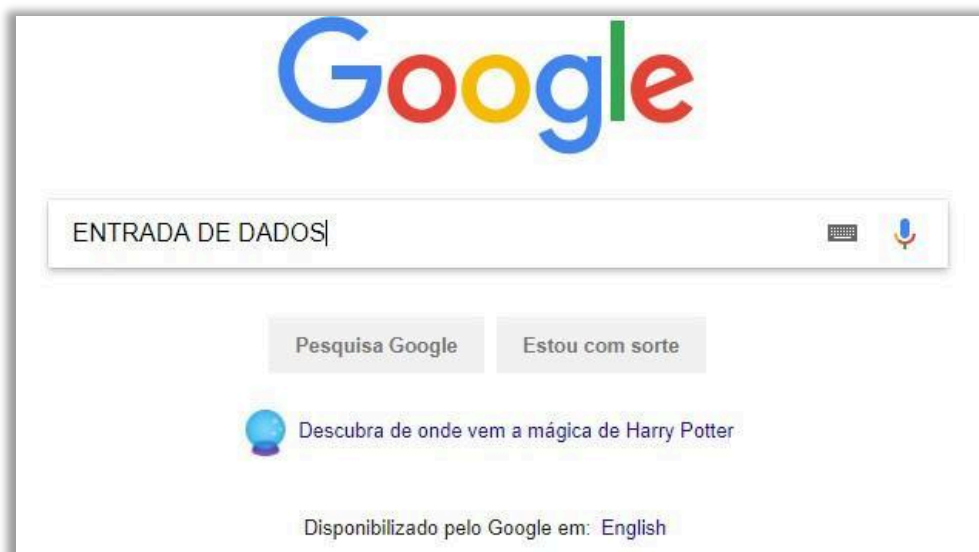 Google
ENTRADA DE DADOS
Pesquisa Google
Estou com sorte
Descubra de onde vem a mágica de Harry Potter
Disponibilizado pelo Google em: English